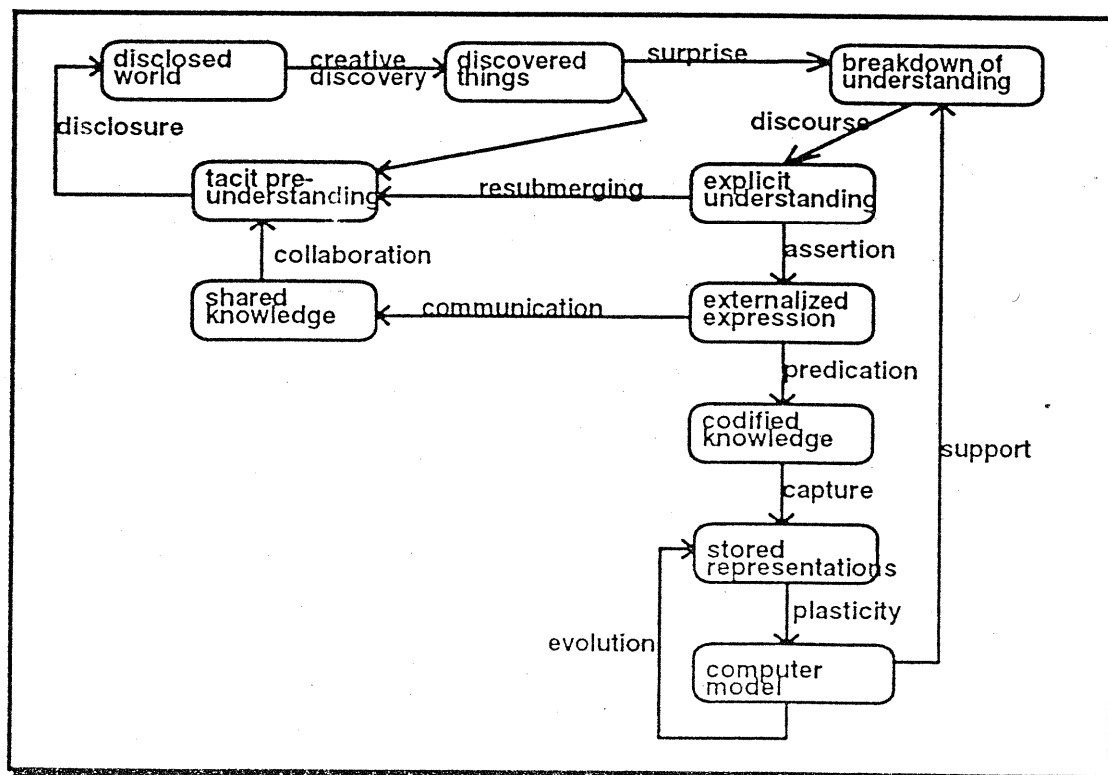 disclosed
world
creative
discovery
discovered
things
surprise
breakdown of
understanding
disclosure
discourse
tacit pre-
understanding
resubmerging
explicit
understanding
collaboration
assertion
shared
knowledge
communication
externalized
expression
predication
codified
knowledge
support
capture
stored
representations
plasticity
evolution
computer
model